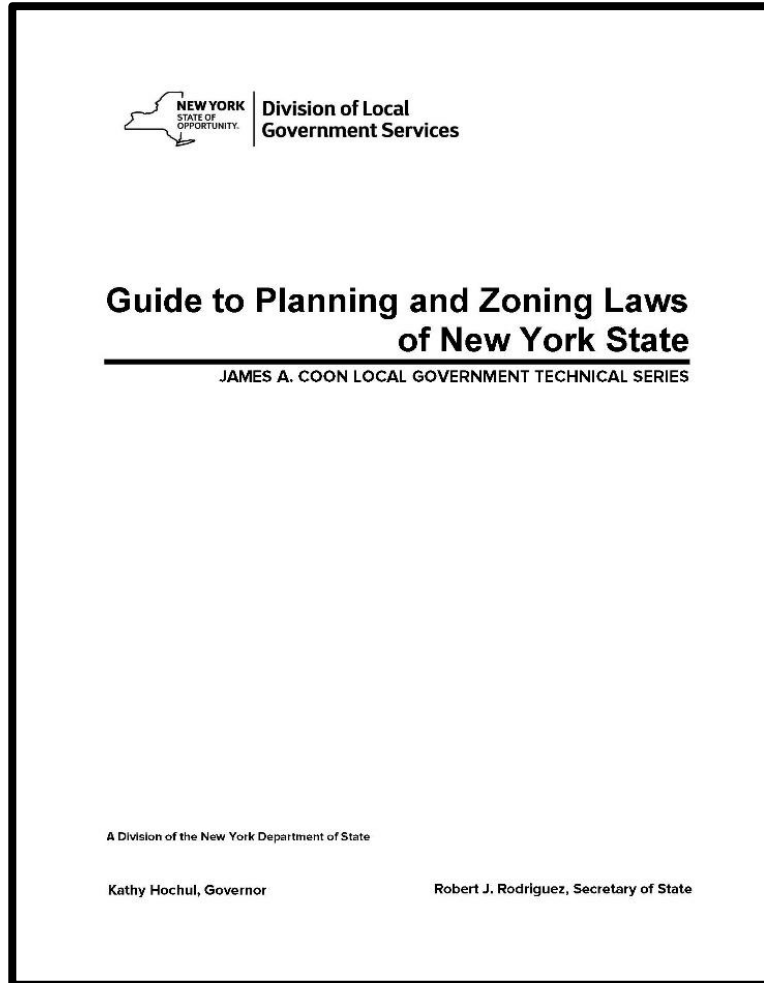 NEW YORK
STATE OF
OPPORTUNITY.
Division of Local
Government Services
Guide to Planning and Zoning Laws
of New York State
JAMES A. COON LOCAL GOVERNMENT TECHNICAL SERIES
A Division of the New York Department of State
Kathy Hochul, Governor
Robert J. Rodriguez, Secretary of State